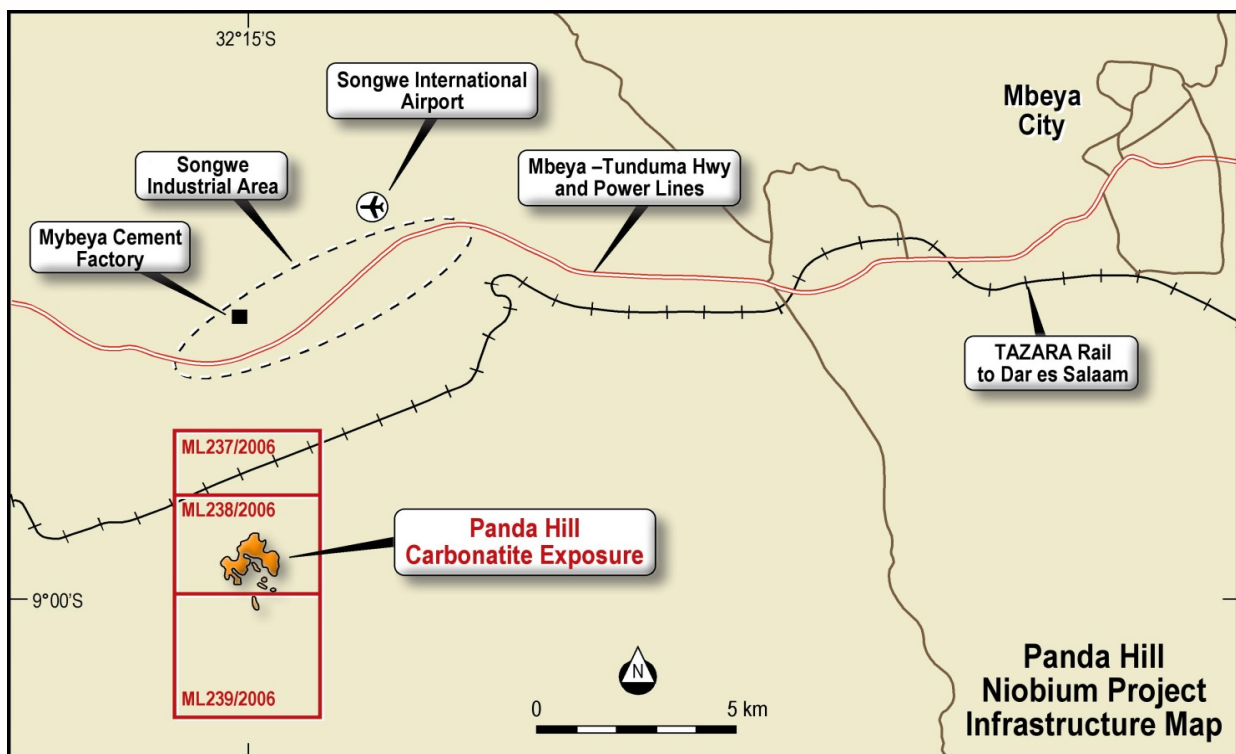 32°15'S
Songwe International
Airport
Mbeya
City
Songwe
Industrial Area
Mbeya –Tunduma Hwy
and Power Lines
Mybeya Cement
Factory
TAZARA Rail
to Dar es Salaam
ML237/2006
ML238/2006
Panda Hill
Carbonatite Exposure
9°00'S
ML239/2006
N
0 5 km
Panda Hill
Niobium Project
Infrastructure Map